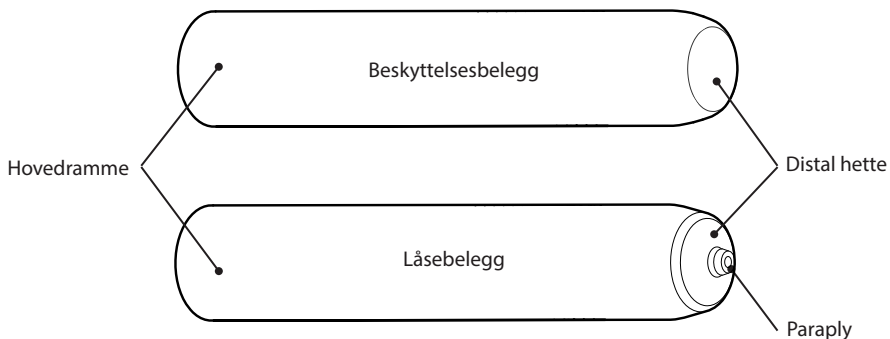 Beskyttelsesbelegg
Hovedramme
Distal hette
Låsebelegg
Paraply